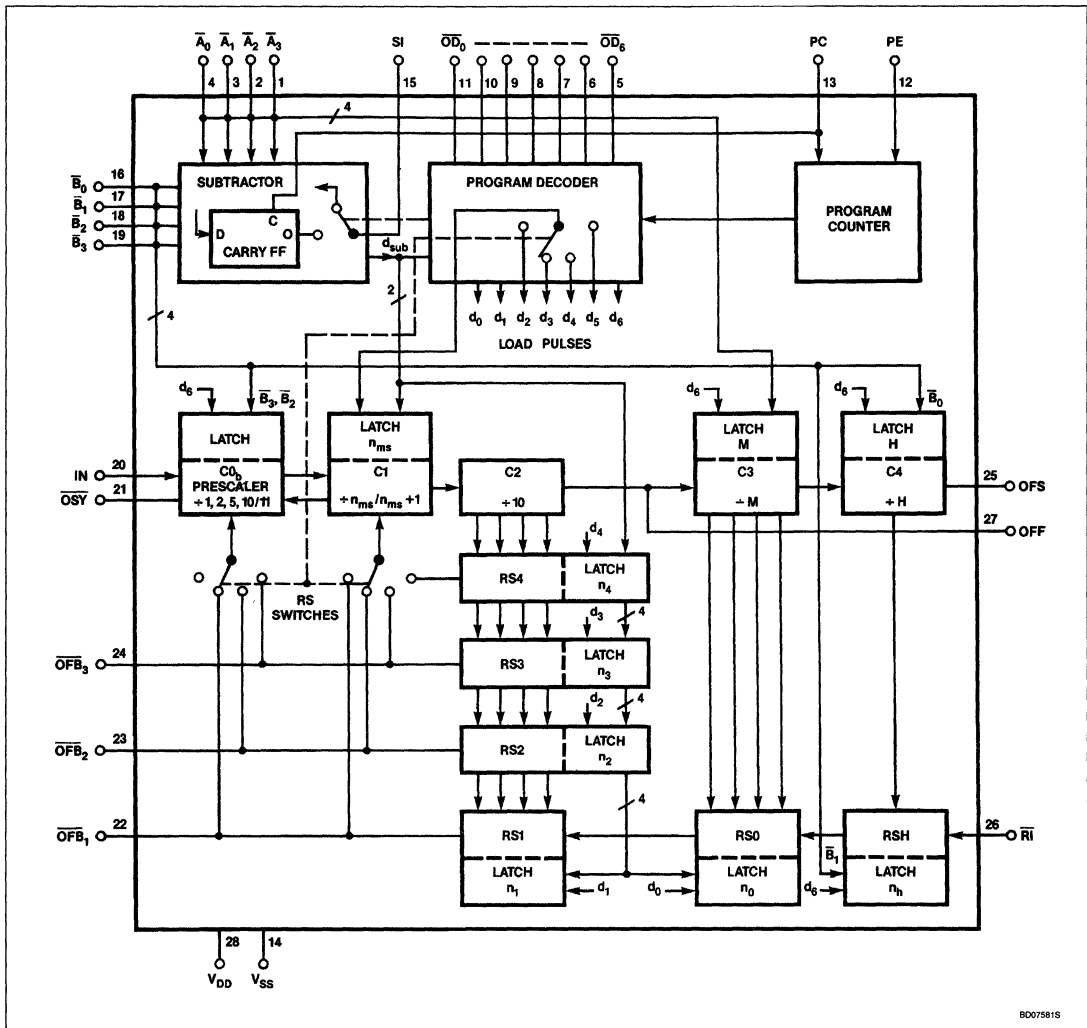 A̅0 A̅1 A̅2 A̅3 SI O̅D̅0 O̅D̅6 PC PE
4 3 2 1 15 11 10 9 8 7 6 5 13 12
4
B̅0 16
B̅1 17
B̅2 18
B̅3 19
SUBTRACTOR
C
D O
CARRY FF
dsub
2
4
PROGRAM DECODER
PROGRAM
COUNTER
d0 d1 d2 d3 d4 d5 d6
LOAD PULSES
d6 B̅3, B̅2
LATCH
C0b
PRESCALER
÷ 1, 2, 5, 10/11
IN 20
O̅S̅Y̅ 21
LATCH
nms
C1
÷ nms/nms + 1
C2
÷ 10
d6
LATCH
M
C3
÷ M
d6 B̅0
LATCH
H
C4
÷ H
25 OFS
27 OFF
RS
SWITCHES
d4
RS4 LATCH
n4
d3 4
O̅F̅B̅3 24
RS3 LATCH
n3
d2 4
O̅F̅B̅2 23
RS2 LATCH
n2
4
O̅F̅B̅1 22
RS1
LATCH
n1
d1 d0
RS0
LATCH
n0
B̅1
d6
RSH
LATCH
nh
26 R̅I̅
28 14
VDD VSS
BD07581S